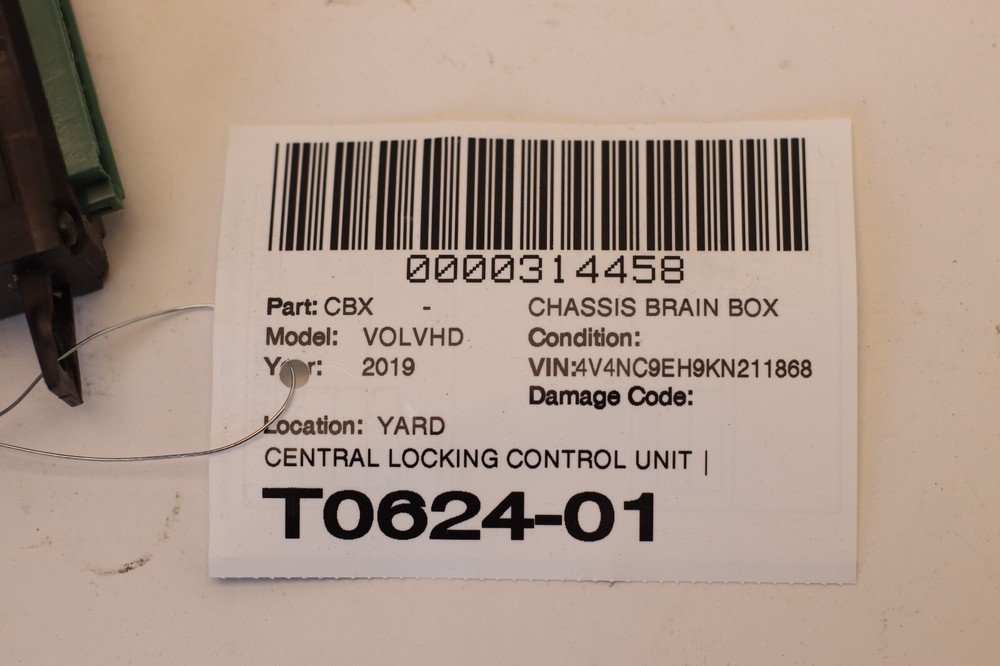 0000314458
Part: CBX - CHASSIS BRAIN BOX
Model: VOLVHD Condition:
Year: 2019 VIN:4V4NC9EH9KN211868
Damage Code:
Location: YARD
CENTRAL LOCKING CONTROL UNIT |
T0624-01